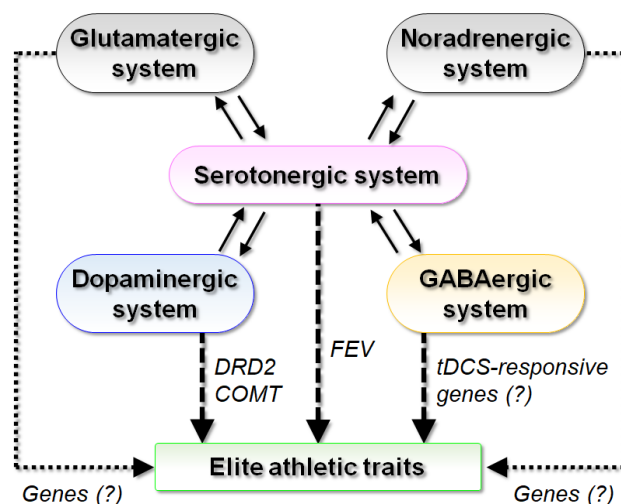 Glutamatergic
system
Noradrenergic
system
Serotonergic system
Dopaminergic
system
GABAergic
system
DRD2
COMT
FEV
tDCS-responsive
genes (?)
Elite athletic traits
Genes (?)
Genes (?)